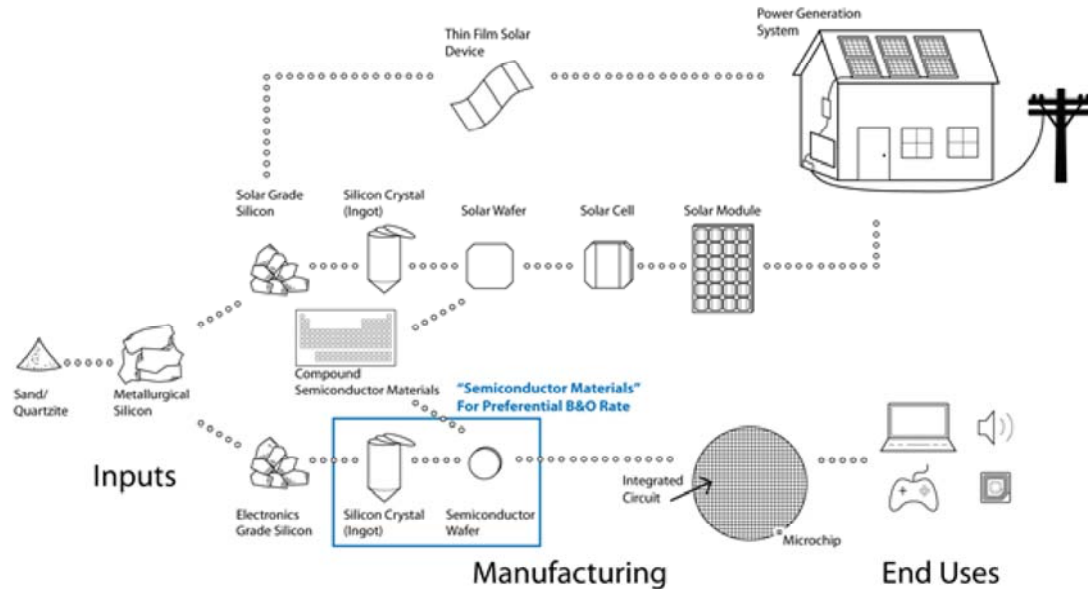 Thin Film Solar
Device
Power Generation
System
Solar Grade
Silicon
Silicon Crystal
(Ingot)
Solar Wafer
Solar Cell
Solar Module
Sand/
Quartzite
Metallurgical
Silicon
Compound
Semiconductor Materials
"Semiconductor Materials"
For Preferential B&O Rate
Inputs
Electronics
Grade Silicon
Silicon Crystal
(Ingot)
Semiconductor
Wafer
Integrated
Circuit
Microchip
Manufacturing
End Uses